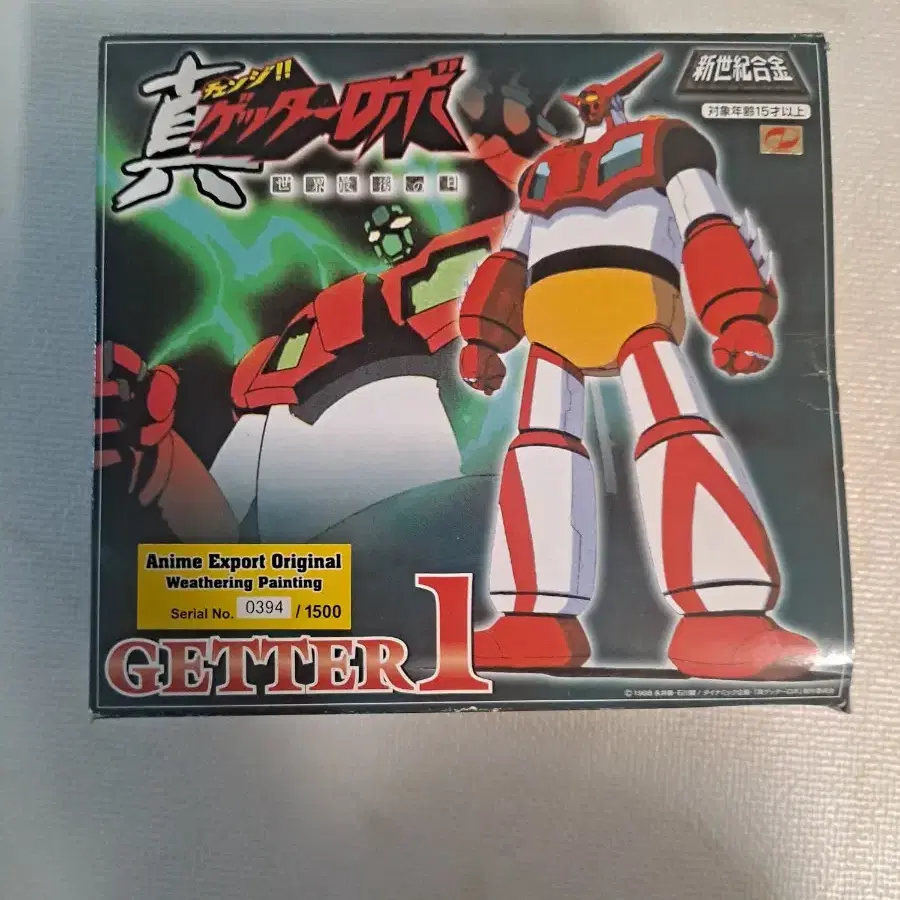 チェンジ!!
真ゲッターロボ
世界最後の日
新世紀合金
対象年齢15才以上
Anime Export Original
Weathering Painting
Serial No. 0394 / 1500
GETTER 1